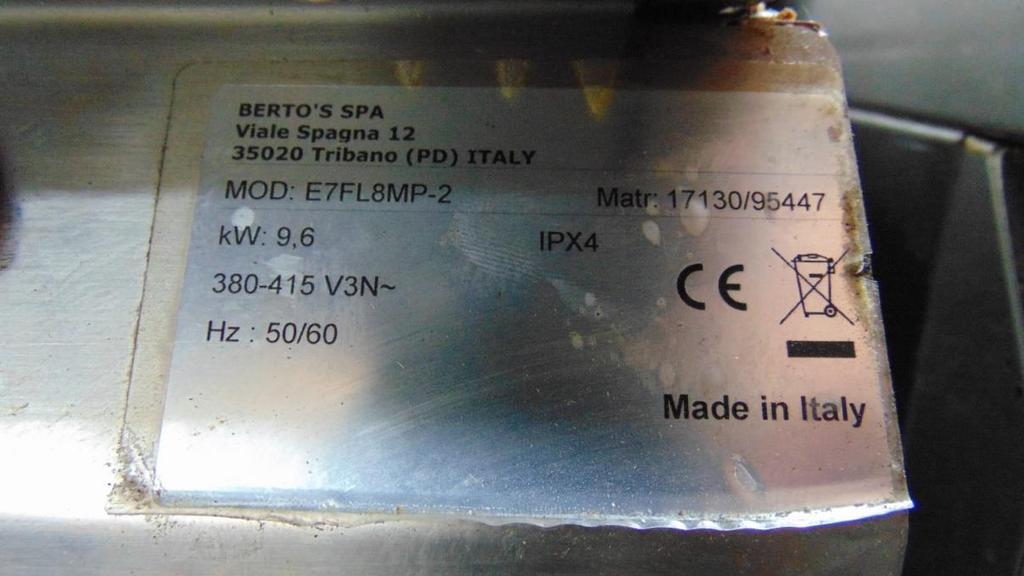 BERTO'S SPA
Viale Spagna 12
35020 Tribano (PD) ITALY
MOD: E7FL8MP-2 Matr: 17130/95447
kW: 9,6 IPX4
380-415 V3N~
CE
Hz : 50/60
Made in Italy